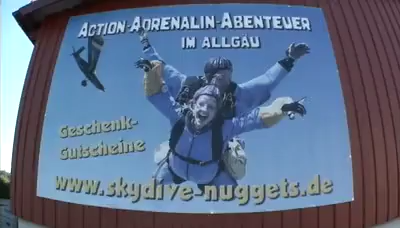 Action-Adrenalin-Abenteuer
im Allgäu
Geschenk-
Gutscheine
www.skydive-nuggets.de